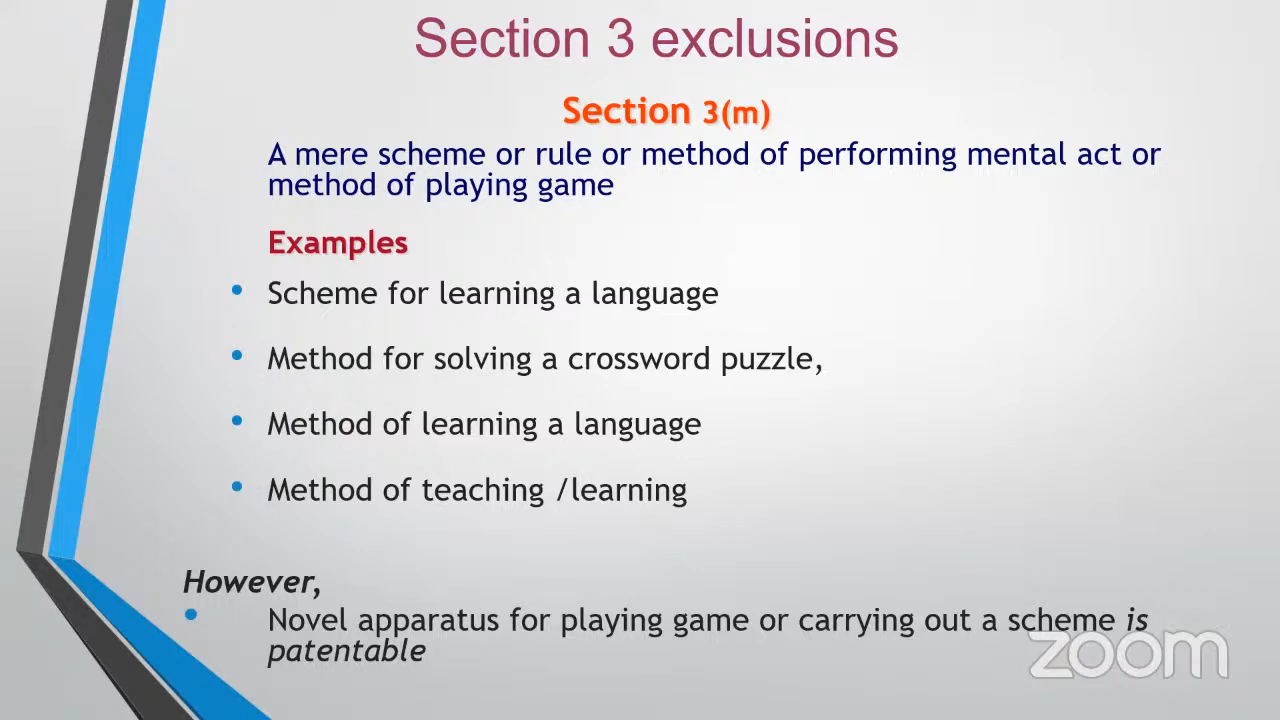 Section 3 exclusions
Section 3(m)
A mere scheme or rule or method of performing mental act or
method of playing game
Examples
• Scheme for learning a language
• Method for solving a crossword puzzle,
• Method of learning a language
• Method of teaching /learning
However,
• Novel apparatus for playing game or carrying out a scheme is
patentable
zoom